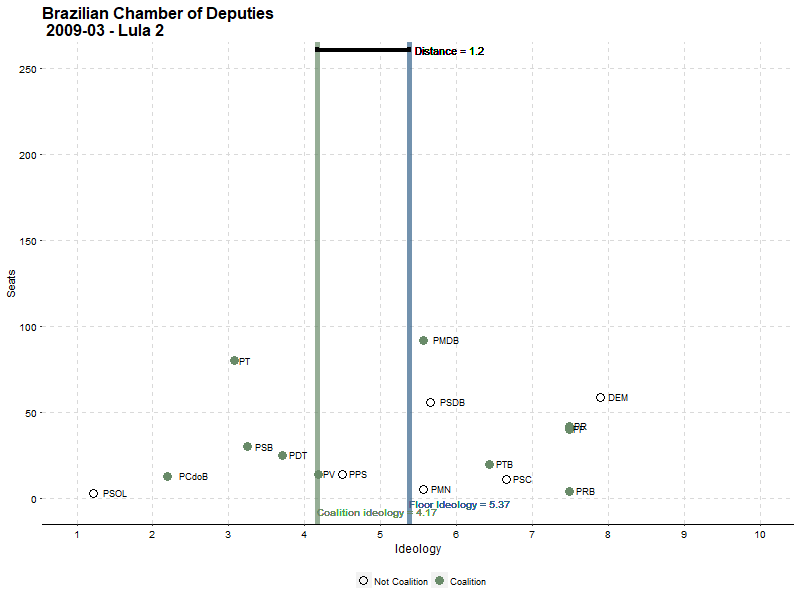 Brazilian Chamber of Deputies
2009-03 - Lula 2
Distance = 1.2
250
200
150
100
50
0
Seats
PMDB
PT
DEM
PSDB
PR
PP
PSB
PDT
PTB
PCdoB
PV
PPS
PSC
PSOL
PMN
PRB
Floor Ideology = 5.37
Coalition ideology = 4.17
1 2 3 4 5 6 7 8 9 10
Ideology
Not Coalition Coalition